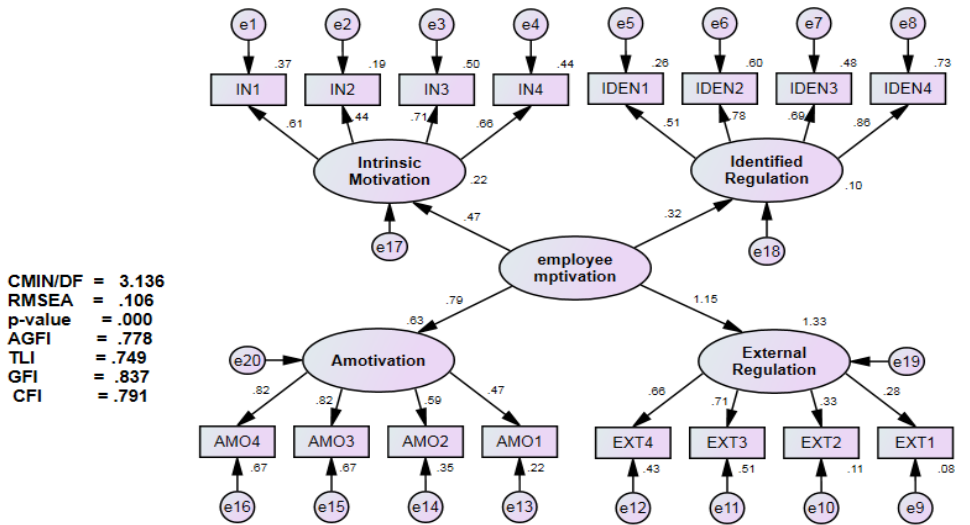 e1 e2 e3 e4 e5 e6 e7 e8
.37 .19 .50 .44 .26 .60 .48 .73
IN1 IN2 IN3 IN4 IDEN1 IDEN2 IDEN3 IDEN4
.61 .44 .71 .66 .51 .78 .69 .86
Intrinsic
Motivation
.22
Identified
Regulation
.10
e17
.47
.32
e18
employee
mptivation
CMIN/DF = 3.136
RMSEA = .106
p-value = .000
AGFI = .778
TLI = .749
GFI = .837
CFI = .791
.79
1.15
.63
1.33
e20
Amotivation
External
Regulation
e19
.82 .82 .59 .47 .66 .71 .33 .28
AMO4 AMO3 AMO2 AMO1 EXT4 EXT3 EXT2 EXT1
.67 .67 .35 .22 .43 .51 .11 .08
e16 e15 e14 e13 e12 e11 e10 e9